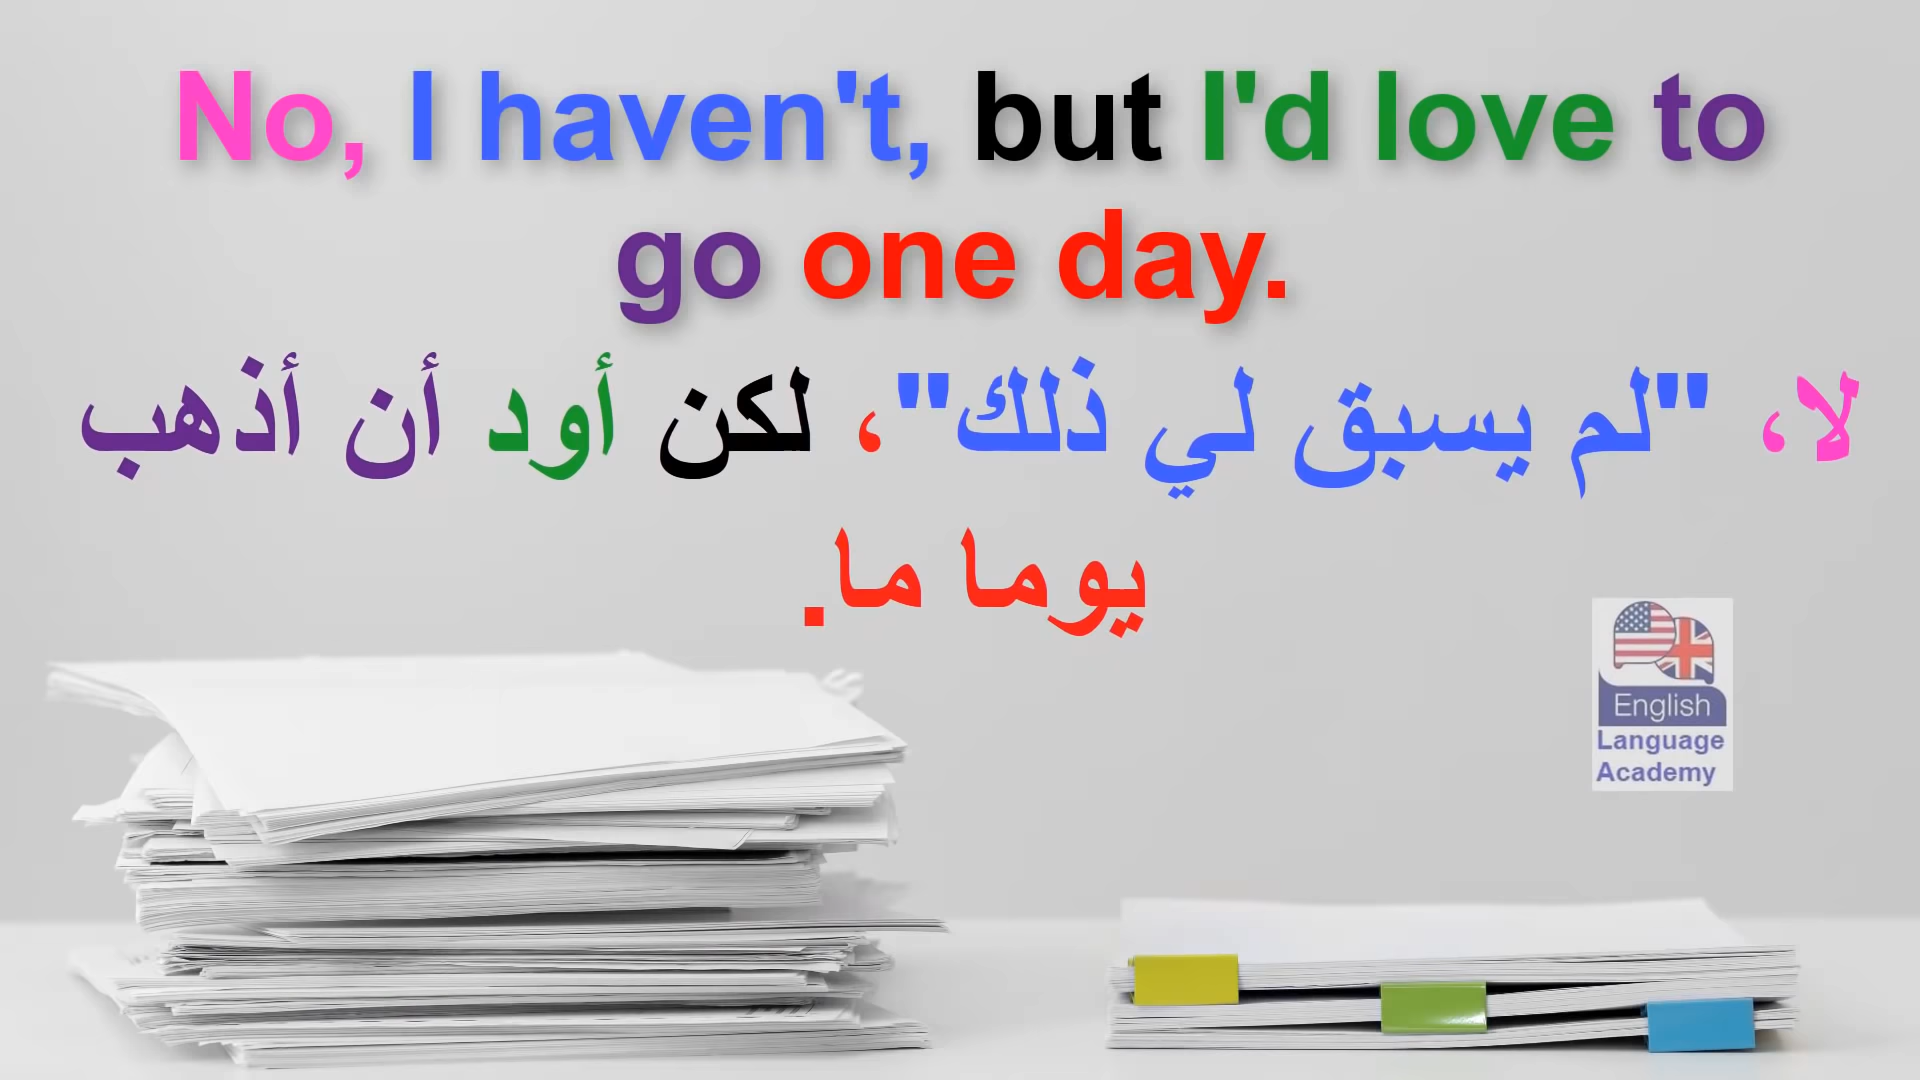 No, I haven't, but I'd love to
go one day.
لا، "لم يسبق لي ذلك"، لكن أود أن أذهب
يوما ما.
English
Language
Academy